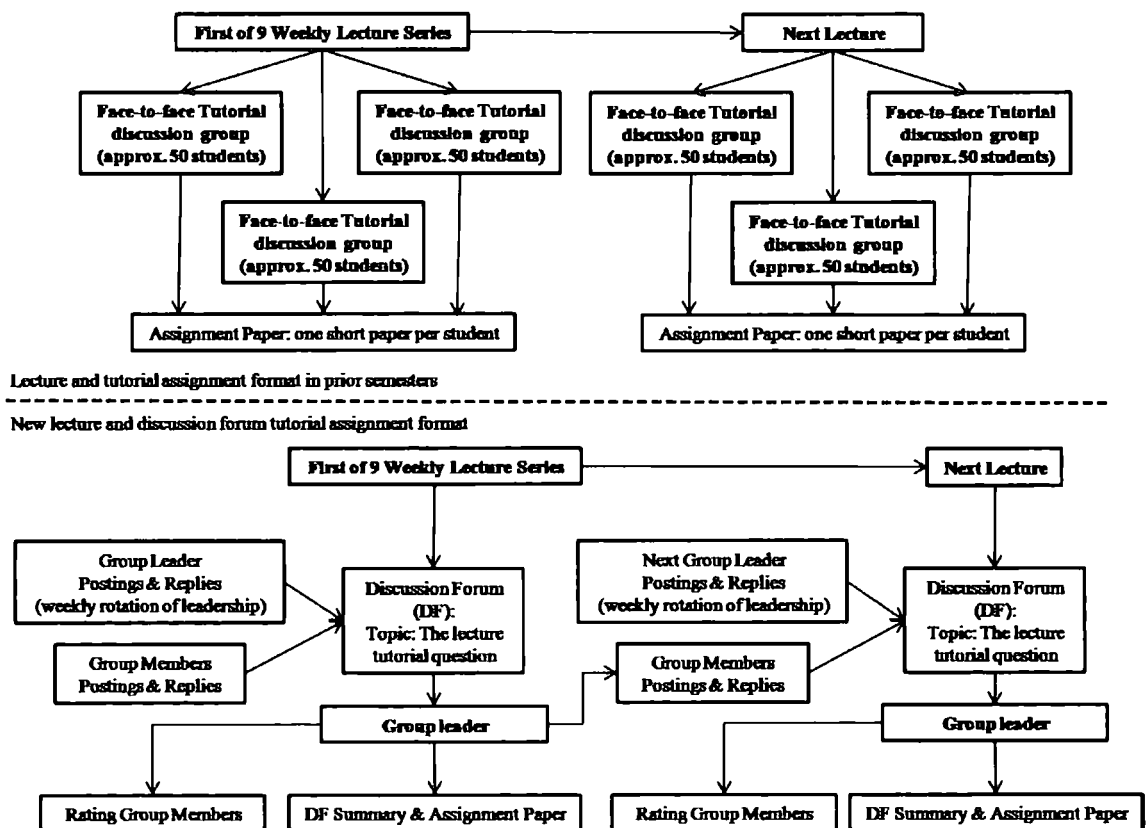 First of 9 Weekly Lecture Series
Next Lecture
Face-to-face Tutorial
discussion group
(approx. 50 students)
Face-to-face Tutorial
discussion group
(approx. 50 students)
Face-to-face Tutorial
discussion group
(approx. 50 students)
Face-to-face Tutorial
discussion group
(approx. 50 students)
Face-to-face Tutorial
discussion group
(approx. 50 students)
Face-to-face Tutorial
discussion group
(approx. 50 students)
Assignment Paper: one short paper per student
Assignment Paper: one short paper per student
Lecture and tutorial assignment format in prior semesters
New lecture and discussion forum tutorial assignment format
First of 9 Weekly Lecture Series
Next Lecture
Group Leader
Postings & Replies
(weekly rotation of leadership)
Discussion Forum
(DF):
Topic: The lecture
tutorial question
Group Members
Postings & Replies
Next Group Leader
Postings & Replies
(weekly rotation of leadership)
Discussion Forum
(DF):
Topic: The lecture
tutorial question
Group Members
Postings & Replies
Group leader
Group leader
Rating Group Members
DF Summary & Assignment Paper
Rating Group Members
DF Summary & Assignment Paper